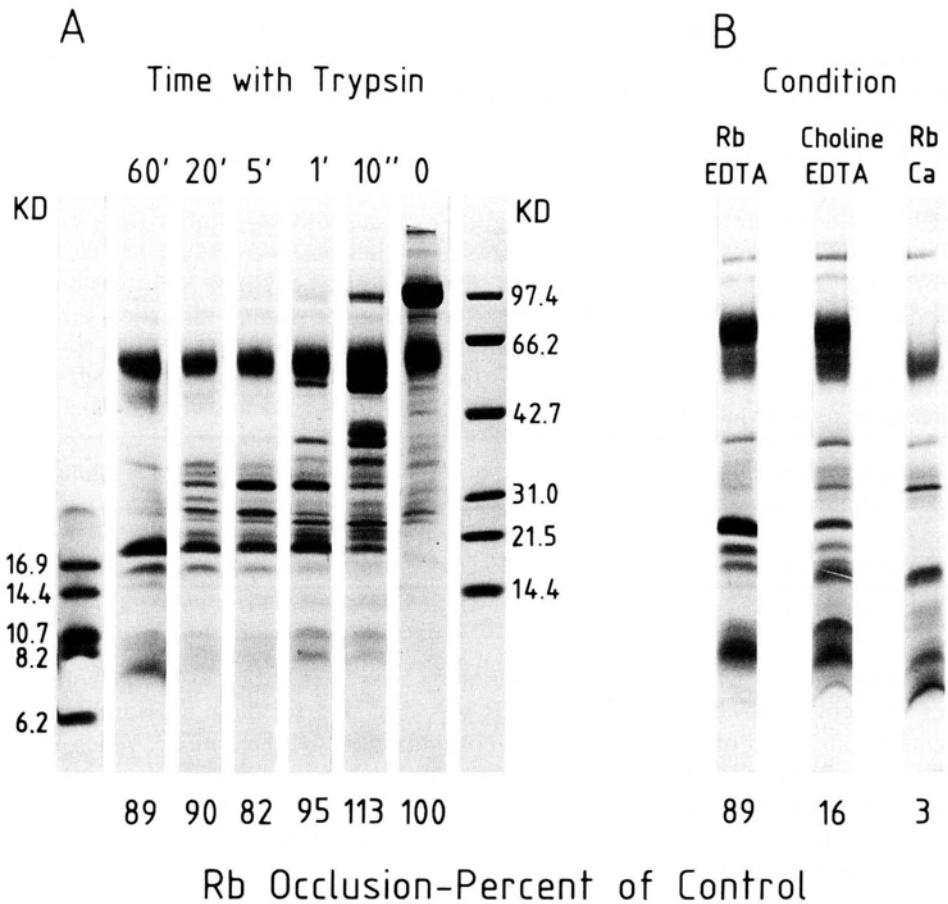 A
B
Time with Trypsin
Condition
Rb EDTA
Choline EDTA
Rb Ca
60' 20' 5' 1' 10'' 0
KD
KD
97.4
66.2
42.7
31.0
21.5
14.4
16.9
14.4
10.7
8.2
6.2
89 90 82 95 113 100
89 16 3
Rb Occlusion-Percent of Control